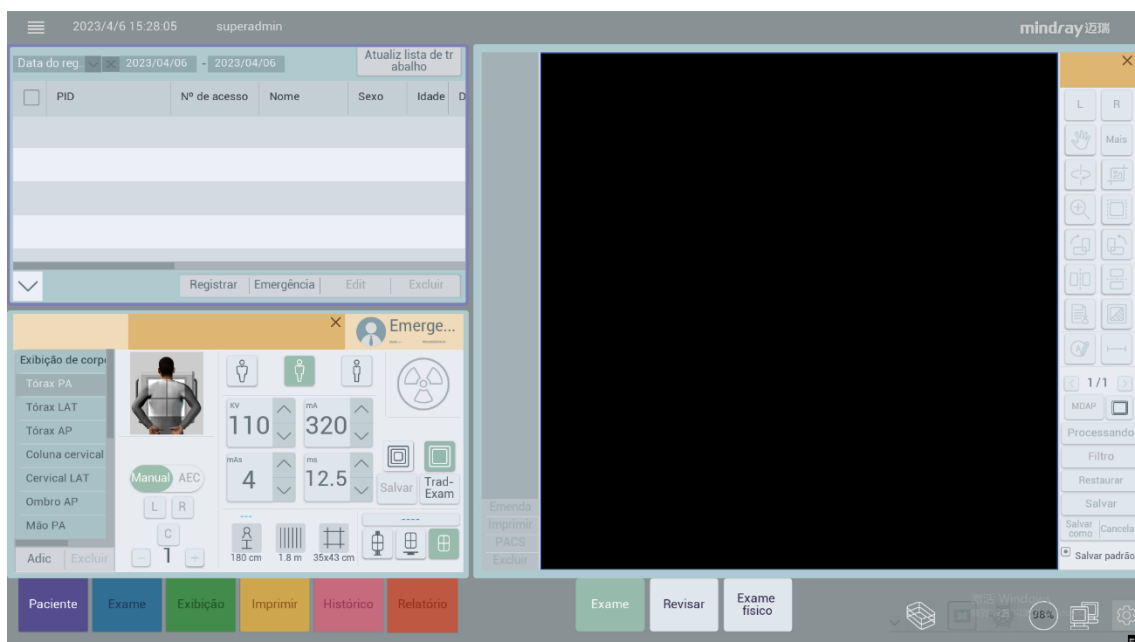 2023/4/6 15:28:05 superadmin
mindray迈瑞
Data do reg. 2023/04/06 - 2023/04/06
Atualiz lista de tr
abalho
PID Nº de acesso Nome Sexo Idade D
Registrar Emergência Edit Excluir
Emerge...
Exibição de corp
Tórax PA
Tórax LAT
Tórax AP
Coluna cervical
Cervical LAT
Ombro AP
Mão PA
Adic Excluir
Manual AEC
L R
C
- 1 +
KV
110
mA
320
mAs
4
ms
12.5
Salvar
Trad-
Exam
---
----
180 cm 1.8 m 35x43 cm
Emenda
Imprimir
PACS
Excluir
L R
Mais
1/1
MDAP
Processando
Filtro
Restaurar
Salvar
Salvar
como
Cancela
Salvar padrão
Paciente Exame Exibição Imprimir Histórico Relatório
Exame Revisar
Exame
físico
激活 Windows
98%